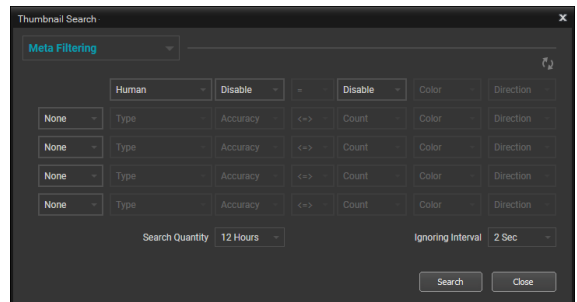 Thumbnail Search
x
Meta Filtering
Human Disable = Disable Color Direction
None Type Accuracy <=> Count Color Direction
None Type Accuracy <=> Count Color Direction
None Type Accuracy <=> Count Color Direction
None Type Accuracy <=> Count Color Direction
Search Quantity 12 Hours Ignoring Interval 2 Sec
Search Close